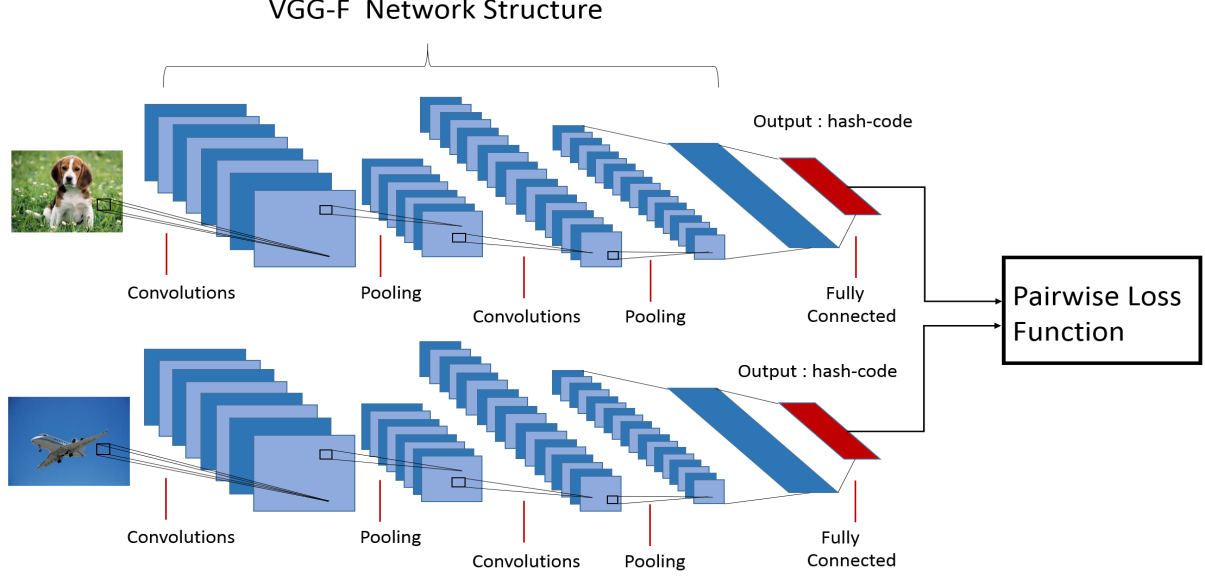 VGG-F Network Structure
Output : hash-code
Convolutions
Pooling
Convolutions
Pooling
Fully
Connected
Pairwise Loss
Function
Output : hash-code
Convolutions
Pooling
Convolutions
Pooling
Fully
Connected